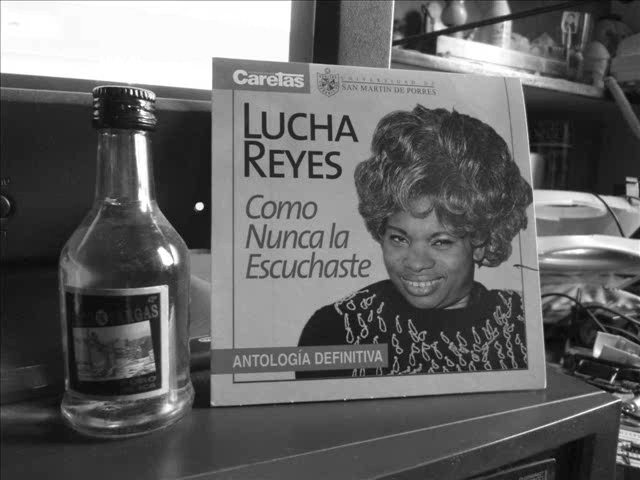 Caretas
UNIVERSIDAD DE
SAN MARTIN DE PORRES
LUCHA
REYES
Como
Nunca la
Escuchaste
ANTOLOGÍA DEFINITIVA